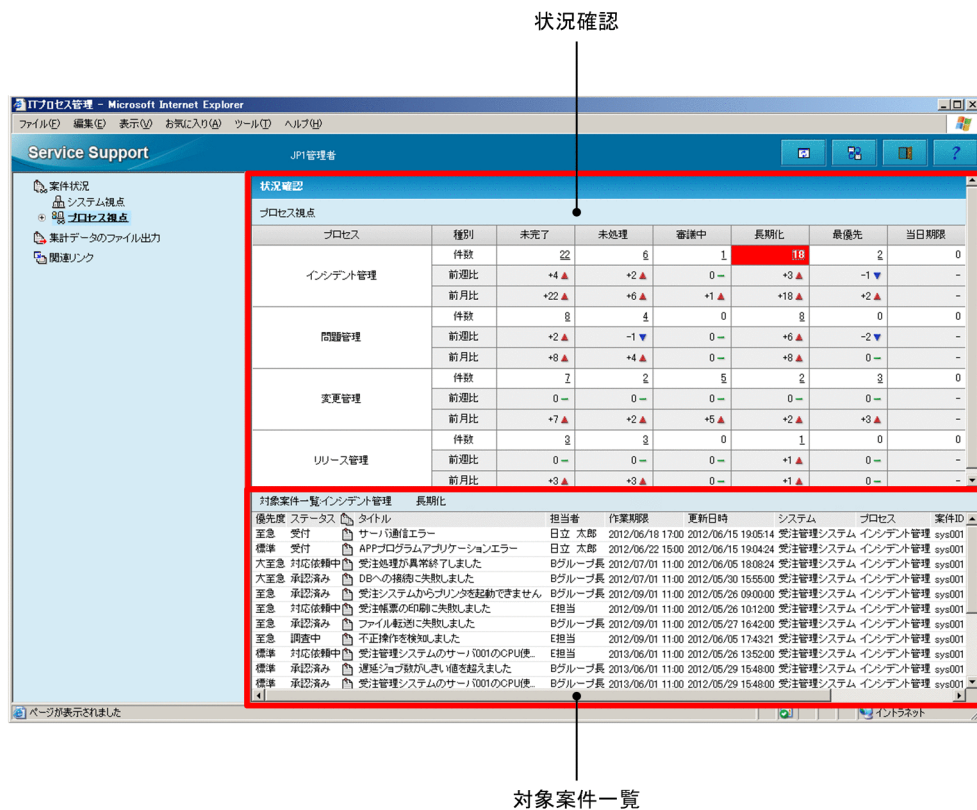 状況確認
ITプロセス管理 - Microsoft Internet Explorer
ファイル(F) 編集(E) 表示(V) お気に入り(A) ツール(T) ヘルプ(H)
Service Support JP1管理者 ?
案件状況
システム視点
プロセス視点
集計データのファイル出力
関連リンク
状況確認
プロセス視点
プロセス 種別 未完了 未処理 審議中 長期化 最優先 当日期限
インシデント管理
件数 22 6 1 18 2 0
前週比 +4▲ +2▲ 0 +3▲ -1▼ -
前月比 +22▲ +6▲ +1▲ +18▲ +2▲ -
問題管理
件数 8 4 0 8 0 0
前週比 +2▲ -1▼ 0 +6▲ -2▼ -
前月比 +8▲ +4▲ 0 +8▲ 0 -
変更管理
件数 7 2 5 2 3 0
前週比 0 0 0 0 0 -
前月比 +7▲ +2▲ +5▲ +2▲ +3▲ -
リリース管理
件数 3 3 0 1 0 0
前週比 0 0 0 +1▲ 0 -
前月比 +3▲ +3▲ 0 +1▲ 0 -
対象案件一覧:インシデント管理 長期化
優先度 ステータス タイトル 担当者 作業期限 更新日時 システム プロセス 案件ID
至急 受付 サーバ通信エラー 日立 太郎 2012/06/18 17:00 2012/06/15 19:05:14 受注管理システム インシデント管理 sys001
標準 受付 APPプログラムアプリケーションエラー 日立 太郎 2012/06/22 15:00 2012/06/15 19:04:24 受注管理システム インシデント管理 sys001
大至急 対応依頼中 受注処理が異常終了しました Bグループ長 2012/07/01 11:00 2012/06/05 18:08:24 受注管理システム インシデント管理 sys001
大至急 承認済み DBへの接続に失敗しました Bグループ長 2012/07/01 11:00 2012/05/30 15:55:00 受注管理システム インシデント管理 sys001
至急 承認済み 受注システムからプリンタを起動できません Bグループ長 2012/09/01 11:00 2012/05/26 09:00:00 受注管理システム インシデント管理 sys001
至急 対応依頼中 受注帳票の印刷に失敗しました E担当 2012/09/01 11:00 2012/05/26 10:12:00 受注管理システム インシデント管理 sys001
至急 承認済み ファイル転送に失敗しました Bグループ長 2012/09/01 11:00 2012/05/27 16:42:00 受注管理システム インシデント管理 sys001
至急 調査中 不正操作を検知しました E担当 2012/09/01 11:00 2012/06/05 17:43:21 受注管理システム インシデント管理 sys001
標準 対応依頼中 受注管理システムのサーバ001のCPU使... E担当 2013/06/01 11:00 2012/05/26 13:52:00 受注管理システム インシデント管理 sys001
標準 承認済み 遅延ジョブ数がしきい値を超えました Bグループ長 2013/06/01 11:00 2012/05/29 15:48:00 受注管理システム インシデント管理 sys001
標準 承認済み 受注管理システムのサーバ001のCPU使... Bグループ長 2013/06/01 11:00 2012/05/29 15:48:00 受注管理システム インシデント管理 sys001
ページが表示されました イントラネット
対象案件一覧